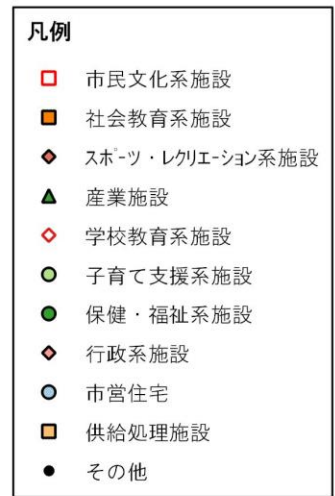 凡例
市民文化系施設
社会教育系施設
スポーツ・レクリエーション系施設
産業施設
学校教育系施設
子育て支援系施設
保健・福祉系施設
行政系施設
市営住宅
供給処理施設
その他